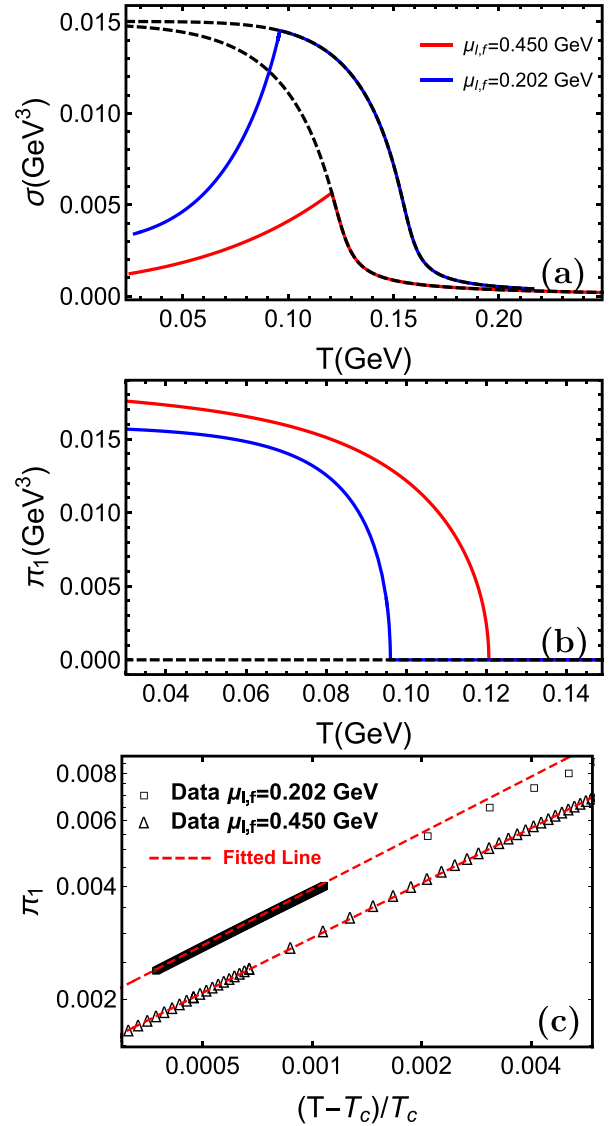 0.015
0.010
0.005
0.000
σ(GeV³)
μI,f=0.450 GeV
μI,f=0.202 GeV
(a)
0.05 0.10 0.15 0.20
T(GeV)
0.015
0.010
0.005
0.000
π₁(GeV³)
(b)
0.04 0.06 0.08 0.10 0.12 0.14
T(GeV)
0.008
0.006
0.004
0.002
π₁
Data μI,f=0.202 GeV
Data μI,f=0.450 GeV
Fitted Line
(c)
0.0005 0.001 0.002 0.004
(T−Tc)/Tc